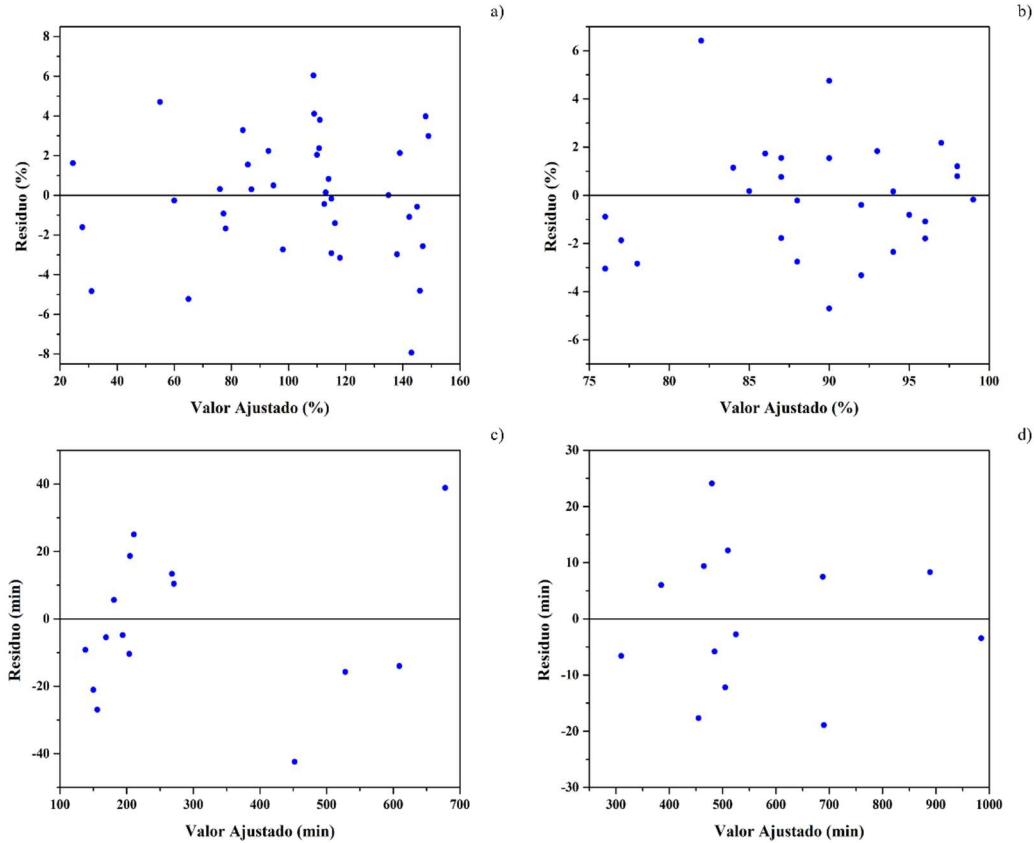 a)
8
6
4
2
0
-2
-4
-6
-8
Residuo (%)
20 40 60 80 100 120 140 160
Valor Ajustado (%)
b)
6
4
2
0
-2
-4
-6
Residuo (%)
75 80 85 90 95 100
Valor Ajustado (%)
c)
40
20
0
-20
-40
Residuo (min)
100 200 300 400 500 600 700
Valor Ajustado (min)
d)
30
20
10
0
-10
-20
-30
Residuo (min)
300 400 500 600 700 800 900 1000
Valor Ajustado (min)